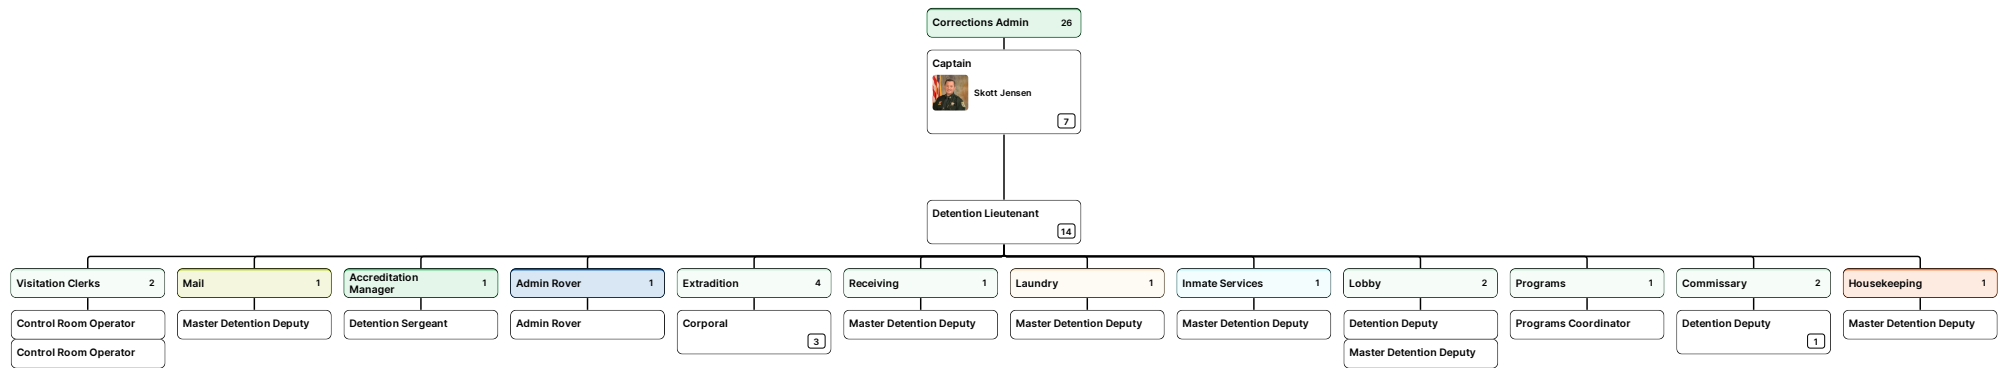 Corrections Admin 26
Captain
Skott Jensen
7
Detention Lieutenant
14
Visitation Clerks 2
Control Room Operator
Control Room Operator
Mail 1
Master Detention Deputy
Accreditation
Manager 1
Detention Sergeant
Admin Rover 1
Admin Rover
Extradition 4
Corporal
3
Receiving 1
Master Detention Deputy
Laundry 1
Master Detention Deputy
Inmate Services 1
Master Detention Deputy
Lobby 2
Detention Deputy
Master Detention Deputy
Programs 1
Programs Coordinator
Commissary 2
Detention Deputy
1
Housekeeping 1
Master Detention Deputy